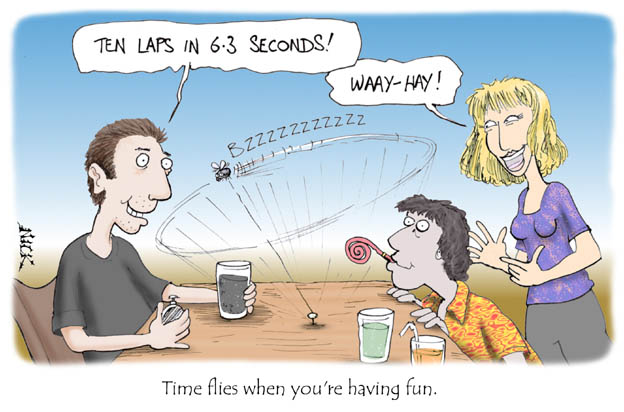 TEN LAPS IN 6.3 SECONDS!
WAAY-HAY!
BZZZZZZZZZZZ
Time flies when you're having fun.